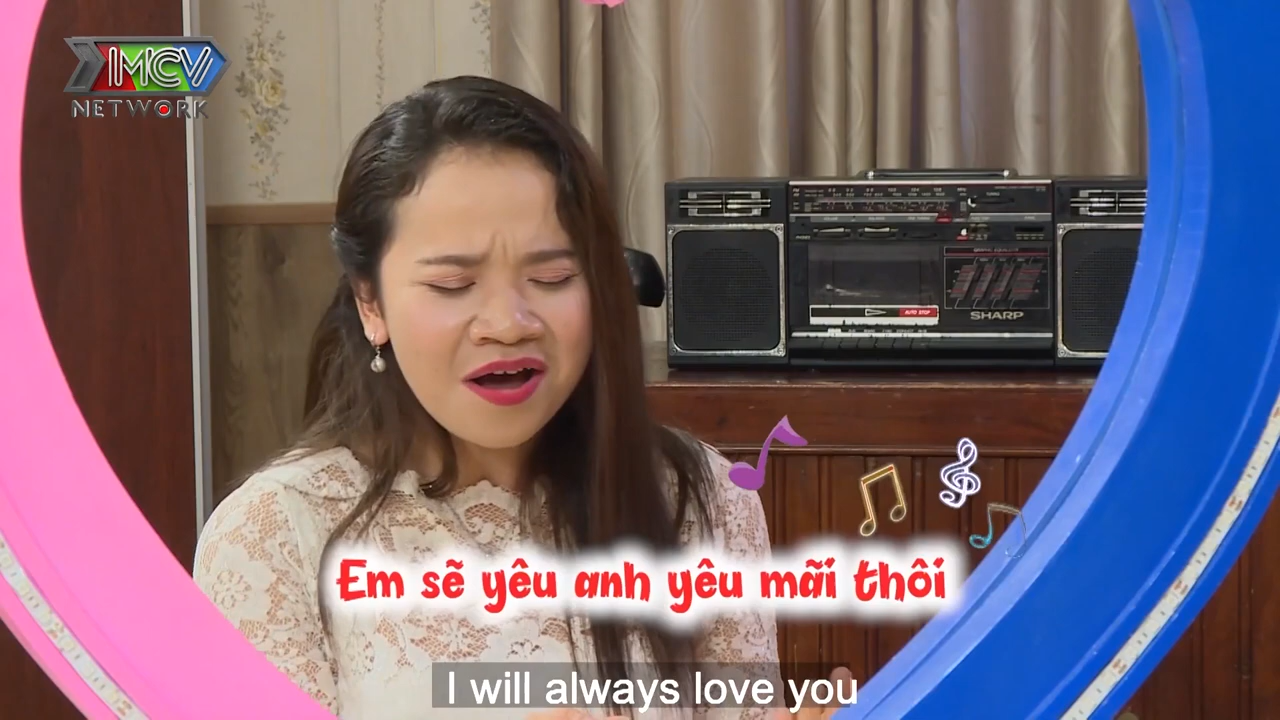 MCV
NETWORK
AUTO STOP
SHARP
Em sẽ yêu anh yêu mãi thôi
I will always love you